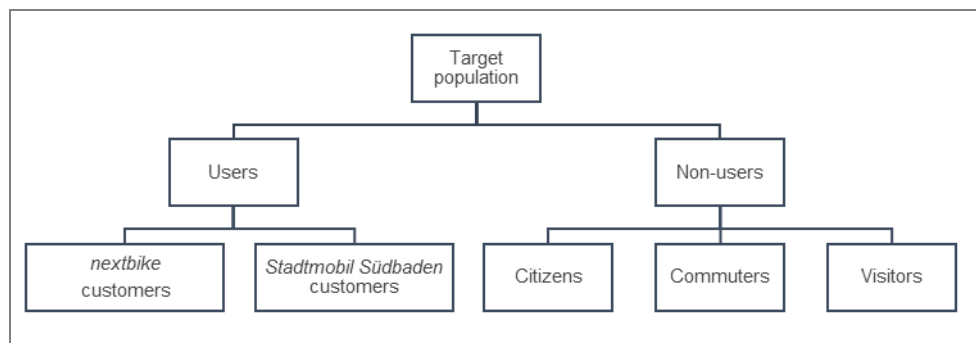 Target
population
Users
Non-users
nextbike
customers
Stadtmobil Südbaden
customers
Citizens
Commuters
Visitors